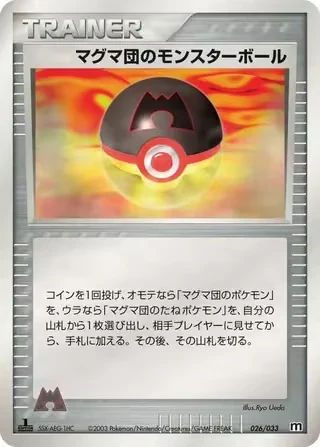 TRAINER
マグマ団のモンスターボール
コインを1回投げ、オモテなら「マグマ団のポケモン」
を、ウラなら「マグマ団のたねポケモン」を、自分の
山札から1枚選び出し、相手プレイヤーに見せてか
ら、手札に加える。その後、その山札を切る。
illus.Ryo Ueda
1 EDITION SSX-AEG-1HC ©2003 Pokémon/Nintendo/Creatures/GAME FREAK 026/033 m